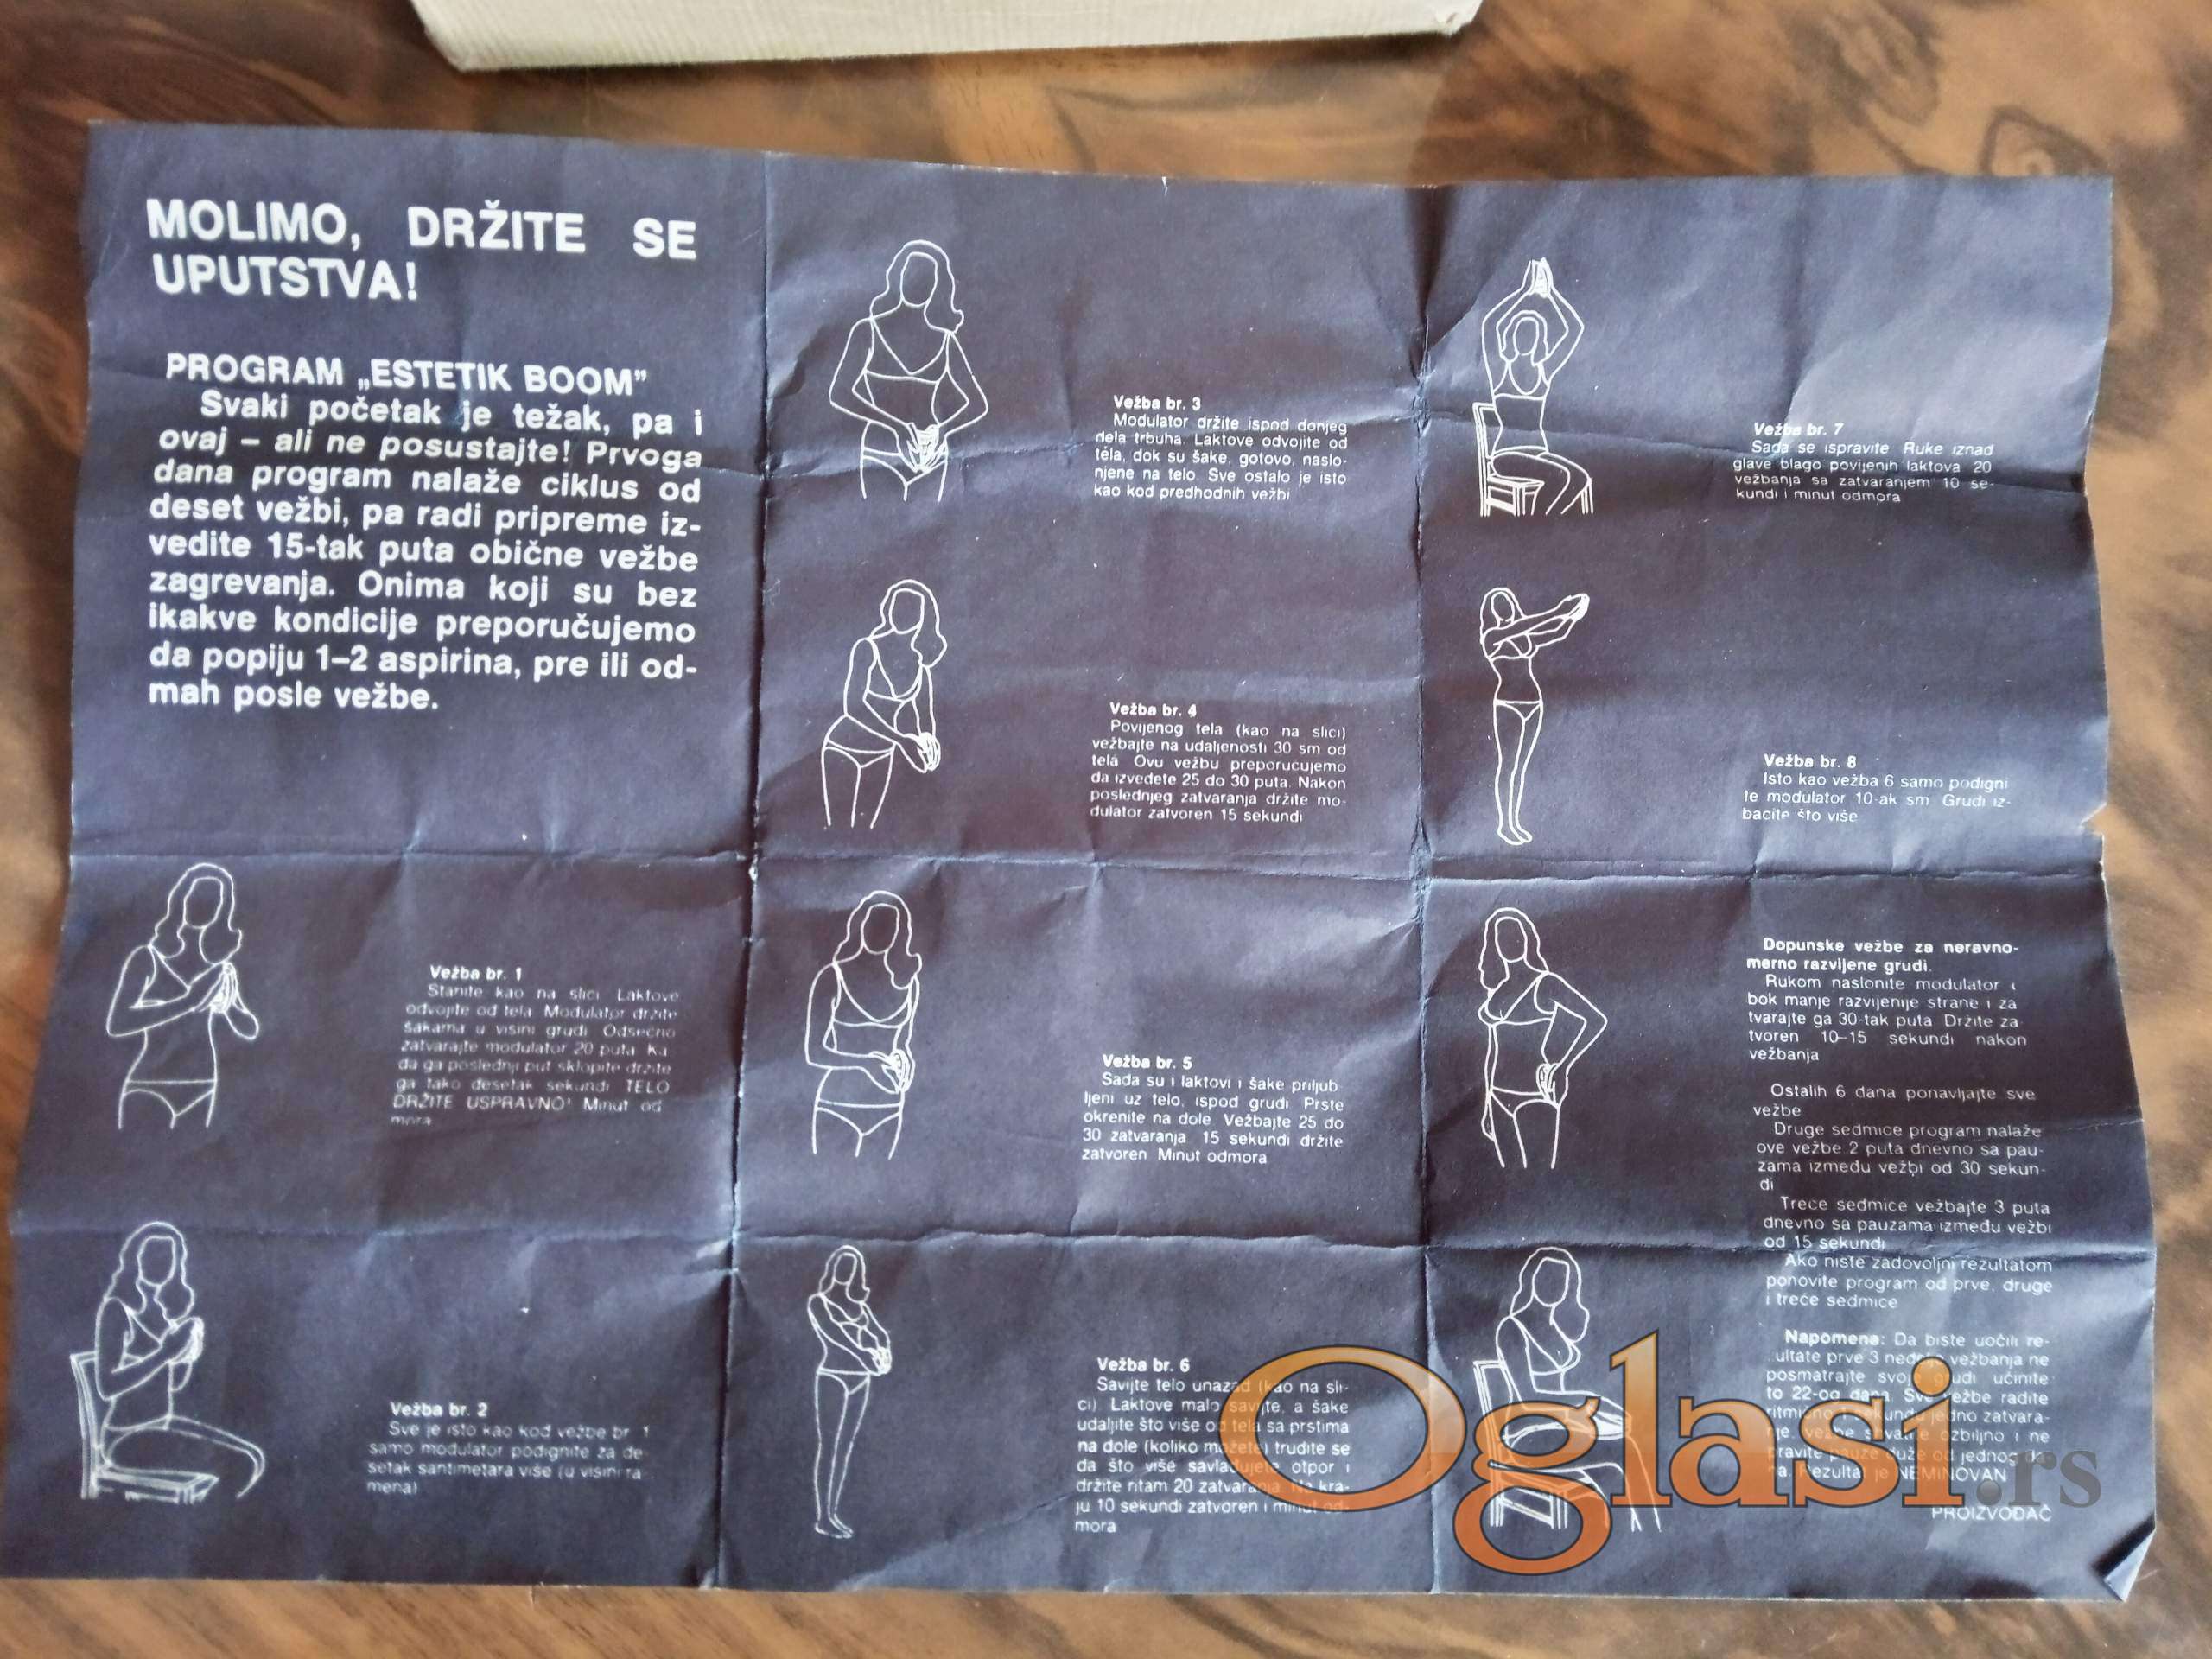 MOLIMO, DRŽITE SE
UPUTSTVA!
PROGRAM „ESTETIK BOOM”
Svaki početak je težak, pa i
ovaj – ali ne posustajte! Prvoga
dana program nalaže ciklus od
deset vežbi, pa radi pripreme iz-
vedite 15-tak puta obične vežbe
zagrevanja. Onima koji su bez
ikakve kondicije preporučujemo
da popiju 1–2 aspirina, pre ili od-
mah posle vežbe.
Vežba br. 1
Stanite kao na slici. Laktove
odvojite od tela. Modulator držite
šakama u visini grudi. Odsečno
zatvarajte modulator 20 puta. Ka
da ga poslednji put sklopite držite
ga tako desetak sekundi. TELO
DRŽITE USPRAVNO! Minut od
mora
Vežba br. 2
Sve je isto kao kod vežbe br. 1
samo modulator podignite za de
setak santimetara više (u visini ra
mena)
Vežba br. 3
Modulator držite ispod donjeg
dela trbuha. Laktove odvojite od
tela, dok su šake, gotovo, naslo-
njene na telo. Sve ostalo je isto
kao kod predhodnih vežbi
Vežba br. 4
Povijenog tela (kao na slici)
vežbajte na udaljenosti 30 sm od
tela. Ovu vežbu preporučujemo
da izvedete 25 do 30 puta. Nakon
poslednjeg zatvaranja držite mo-
dulator zatvoren 15 sekundi
Vežba br. 5
Sada su i laktovi i šake priljub
ljeni uz telo, ispod grudi. Prste
okrenite na dole. Vežbajte 25 do
30 zatvaranja. 15 sekundi držite
zatvoren. Minut odmora
Vežba br. 6
Savijte telo unazad (kao na sli-
ci). Laktove malo savijte, a šake
udaljite što više od tela sa prstima
na dole (koliko možete) trudite se
da što više savlađujete otpor i
držite ritam 20 zatvaranja. Na kra-
ju 10 sekundi zatvoren i minut od-
mora
Vežba br. 7
Sada se ispravite. Ruke iznad
glave blago povijenih laktova 20
vežbanja sa zatvaranjem 10 se-
kundi i minut odmora
Vežba br. 8
Isto kao vežba 6 samo podigni
te modulator 10-ak sm. Grudi iz-
bacite što više
Dopunske vežbe za neravno-
merno razvijene grudi.
Rukom naslonite modulator
bok manje razvijenije strane i za
tvarajte ga 30-tak puta. Držite za
tvoren 10–15 sekundi nakon
vežbanja
Ostalih 6 dana ponavljajte sve
vežbe
Druge sedmice program nalaže
ove vežbe 2 puta dnevno sa pau-
zama između vežbi od 30 sekun-
di
Treće sedmice vežbajte 3 puta
dnevno sa pauzama između vežbi
od 15 sekundi
Ako niste zadovoljni rezultatom
ponovite program od prve, druge
i treće sedmice
Napomena: Da biste uočili re-
ultate prve 3 nedelje vežbanja ne
posmatrajte svoje grudi učinite
to 22-og dana. Sve vežbe radite
jedno zatvara-
nje. ozbiljno i ne
pravite pauze duže od jednog
Rezultat je NEMINOVAN
PROIZVOĐAČ
Oglasi.rs